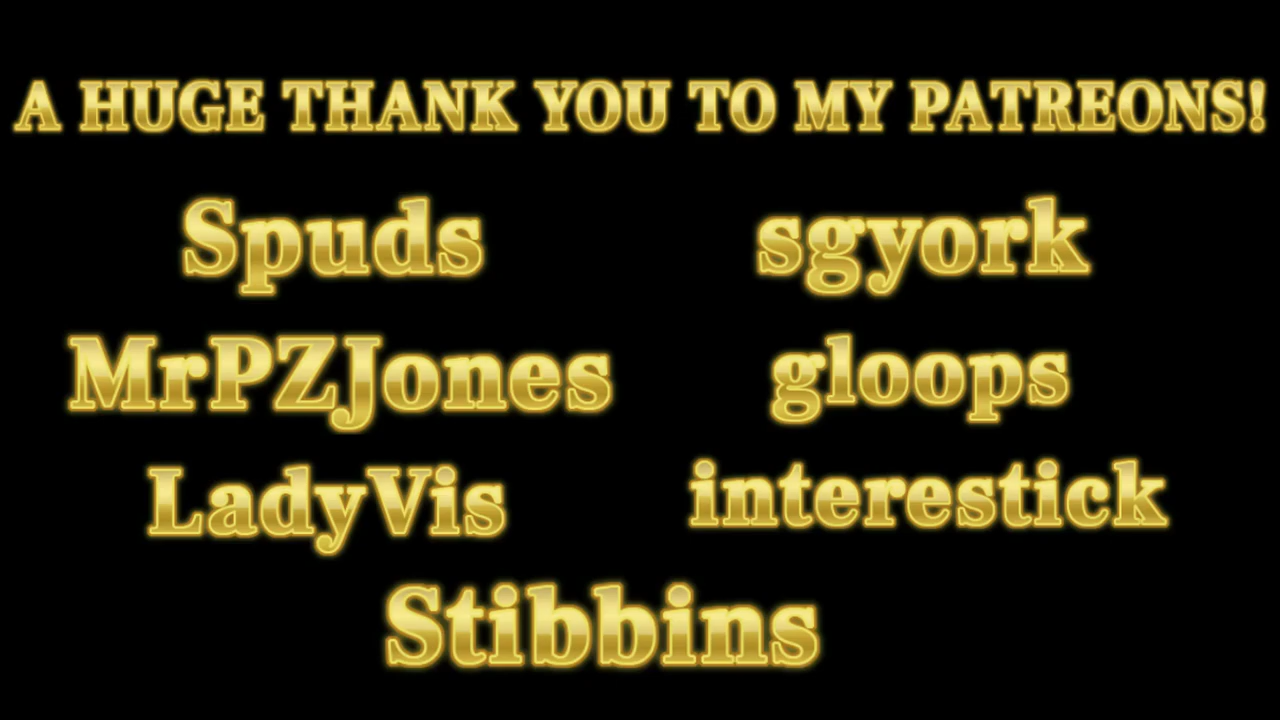 A HUGE THANK YOU TO MY PATREONS!
Spuds sgyork
MrPZJones gloops
LadyVis interestick
Stibbins